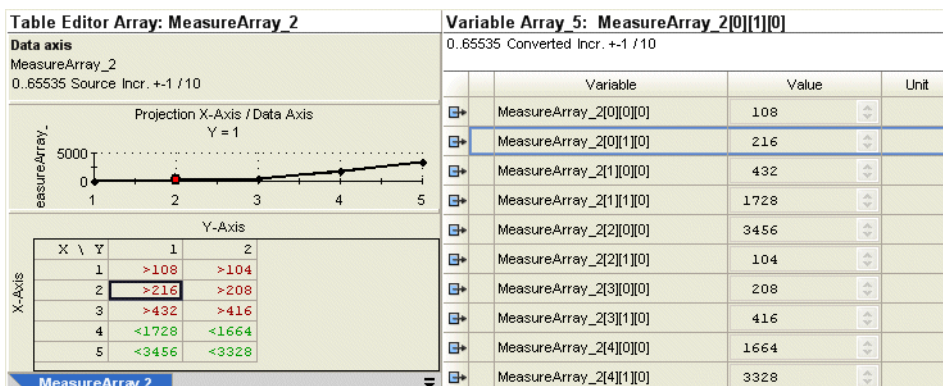 Table Editor Array: MeasureArray_2
Data axis
MeasureArray_2
0..65535 Source Incr. +-1 / 10
Projection X-Axis / Data Axis
Y = 1
easureArray_
5000
0
1 2 3 4 5
Y-Axis
X-Axis
X \ Y 1 2
1 >108 >104
2 >216 >208
3 >432 >416
4 <1728 <1664
5 <3456 <3328
MeasureArray_2
Variable Array_5: MeasureArray_2[0][1][0]
0..65535 Converted Incr. +-1 / 10
Variable Value Unit
MeasureArray_2[0][0][0] 108
MeasureArray_2[0][1][0] 216
MeasureArray_2[1][0][0] 432
MeasureArray_2[1][1][0] 1728
MeasureArray_2[2][0][0] 3456
MeasureArray_2[2][1][0] 104
MeasureArray_2[3][0][0] 208
MeasureArray_2[3][1][0] 416
MeasureArray_2[4][0][0] 1664
MeasureArray_2[4][1][0] 3328